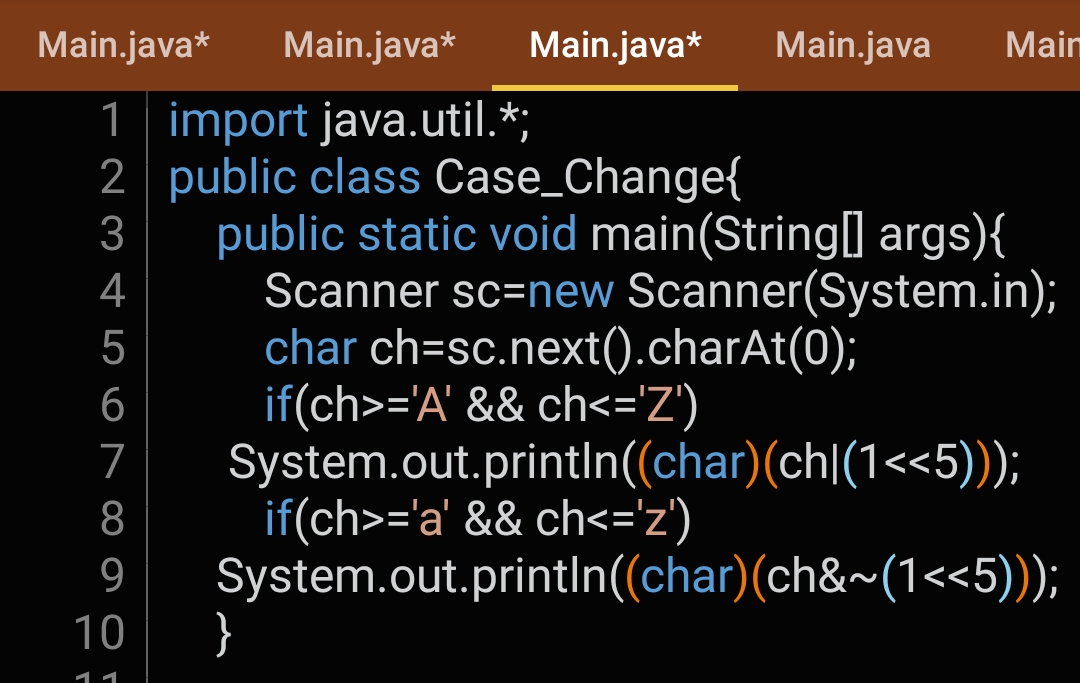 Main.java* Main.java* Main.java* Main.java Main
1 import java.util.*;
2 public class Case_Change{
3 public static void main(String[] args){
4 Scanner sc=new Scanner(System.in);
5 char ch=sc.next().charAt(0);
6 if(ch>='A' && ch<='Z')
7 System.out.println((char)(ch|(1<<5)));
8 if(ch>='a' && ch<='z')
9 System.out.println((char)(ch&~(1<<5)));
10 }
11